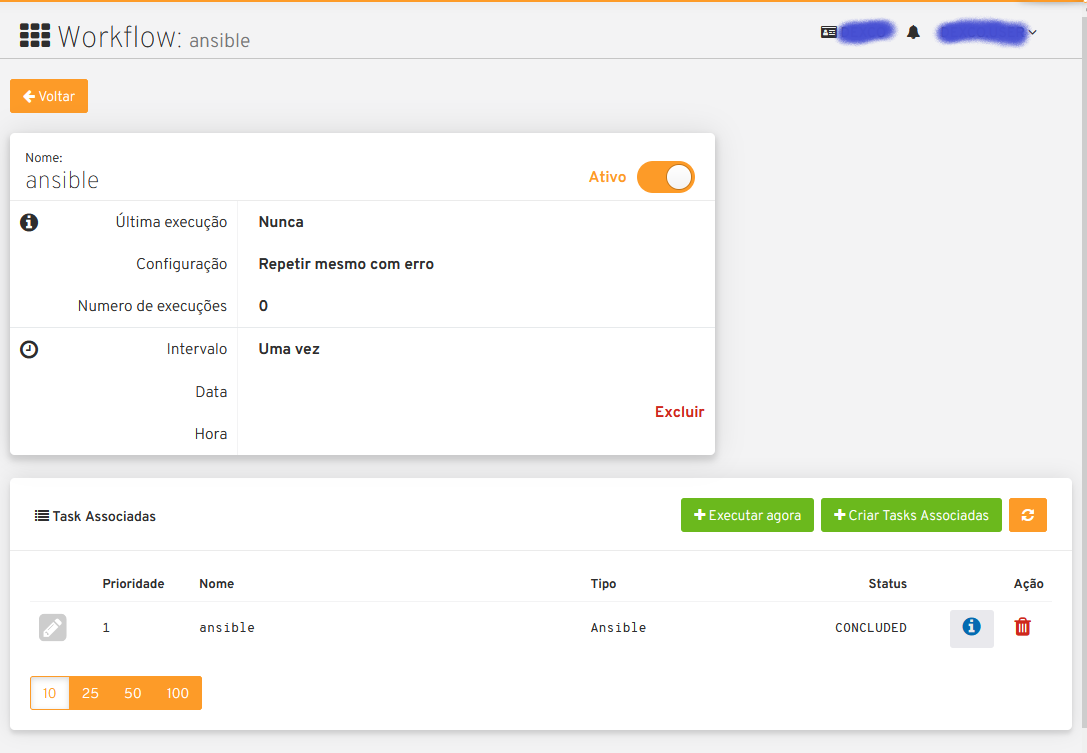 Workflow: ansible
Voltar
Nome:
ansible
Ativo
Última execução Nunca
Configuração Repetir mesmo com erro
Numero de execuções 0
Intervalo Uma vez
Data
Excluir
Hora
Task Associadas Executar agora Criar Tasks Associadas
Prioridade Nome Tipo Status Ação
1 ansible Ansible CONCLUDED
10 25 50 100